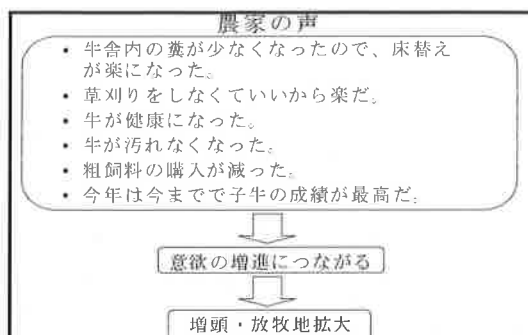 農家の声
• 牛舎内の糞が少なくなったので、床替え
が楽になった。
• 草刈りをしなくていいから楽だ。
• 牛が健康になった。
• 牛が汚れなくなった。
• 粗飼料の購入が減った。
• 今年は今までで子牛の成績が最高だ。
意欲の増進につながる
増頭・放牧地拡大